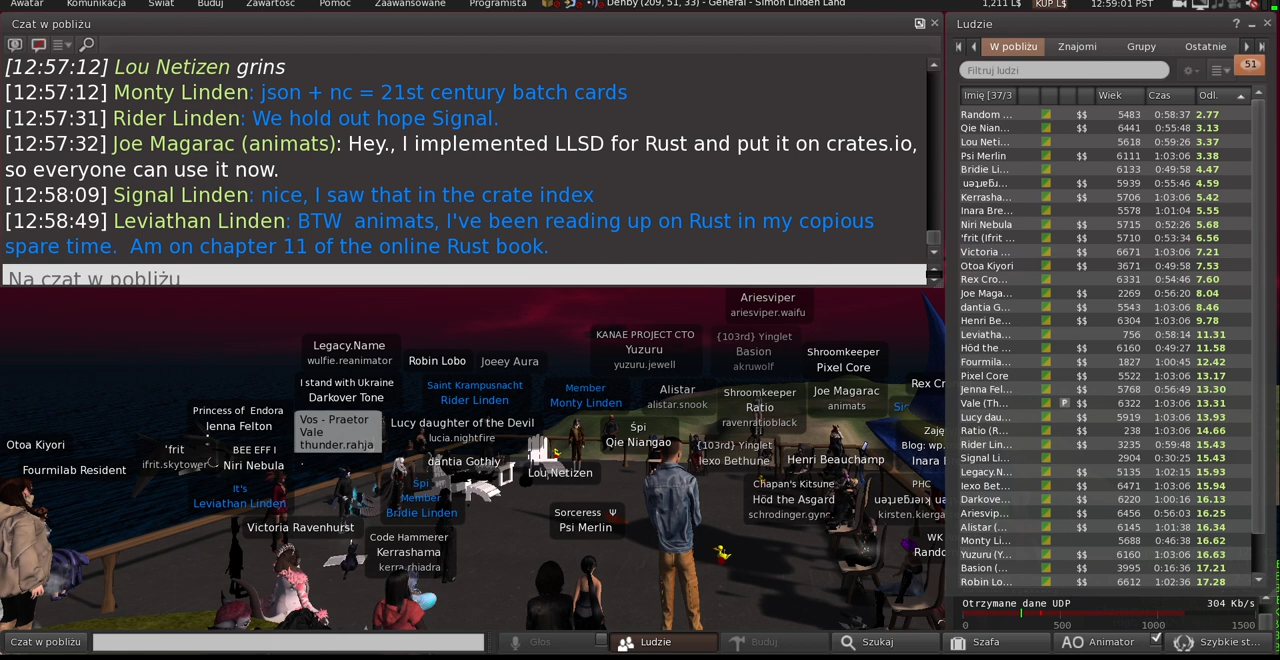 Awatar Komunikacja Świat Buduj Zawartość Pomoc Zaawansowane Programista Denby (209, 51, 33) - General - Simon Linden Land 1,211 L$ KUP L$ 12:59:01 PST
Czat w pobliżu
[12:57:12] Lou Netizen grins
[12:57:12] Monty Linden: json + nc = 21st century batch cards
[12:57:31] Rider Linden: We hold out hope Signal.
[12:57:32] Joe Magarac (animats): Hey., I implemented LLSD for Rust and put it on crates.io,
so everyone can use it now.
[12:58:09] Signal Linden: nice, I saw that in the crate index
[12:58:49] Leviathan Linden: BTW animats, I've been reading up on Rust in my copious
spare time. Am on chapter 11 of the online Rust book.
Na czat w pobliżu
Ariesviper
ariesviper.waifu
KANAE PROJECT CTO
Yuzuru
yuzuru.jewell
{103rd} Yinglet
Basion
akruwolf
Legacy.Name
wulfie.reanimator
Robin Lobo
Joeey Aura
Shroomkeeper
Pixel Core
I stand with Ukraine
Darkover Tone
Saint Krampusnacht
Rider Linden
Member
Monty Linden
Alistar
alistar.snook
Shroomkeeper
Ratio
ravenratioblack
Joe Magarac
animats
Rex Cr
Sig
Princess of Endora
Jenna Felton
Vos - Praetor
Vale
thunder.rahja
Lucy daughter of the Devil
lucia.nightfire
Śpi
Qie Niangao
{103rd} Yinglet
Iexo Bethune
Zaję
Blog: wp.
Inara B
Otoa Kiyori
Fourmilab Resident
'frit
ifrit.skytower
BEE EFF I
Niri Nebula
dantia Gothly
Lou Netizen
Henri Beauchamp
It's
Leviathan Linden
Śpi
Member
Bridie Linden
Chapan's Kitsune
Höd the Asgard
schrodinger.gync.
PHC
kirsten.kierga
Victoria Ravenhurst
Sorceress Ψ
Psi Merlin
Code Hammerer
Kerrashama
kerra.rhiadra
WK
Rando
Ludzie
W pobliżu Znajomi Grupy Ostatnie
Filtruj ludzi
51
Imię [37/3 Wiek Czas Odl.
Random ... $$ 5483 0:58:37 2.77
Qie Nian... $$ 6441 0:55:48 3.13
Lou Neti... 5618 0:59:26 3.37
Psi Merlin $$ 6111 1:03:06 3.38
Bridie Li... 6133 0:49:58 4.47
$$ 5939 0:55:46 4.59
Kerrasha... $$ 5706 1:03:06 5.42
Inara Bre... 5578 1:01:04 5.55
Niri Nebula $$ 5715 0:52:26 5.68
'frit (Ifrit ... $$ 5710 0:53:34 6.56
Victoria ... $$ 6671 1:03:06 7.21
Otoa Kiyori $$ 3671 0:49:58 7.53
Rex Cro... 6331 0:54:46 7.60
Joe Maga... $$ 2269 0:56:20 8.04
dantia G... $$ 5543 1:03:06 8.46
Henri Be... $$ 6304 1:03:06 9.78
Leviatha... 756 0:58:14 11.31
Höd the ... $$ 6160 0:49:27 11.58
Fourmila... $$ 1827 1:00:45 12.42
Pixel Core $$ 5522 1:03:06 13.17
Jenna Fel... $$ 5768 0:56:49 13.30
Vale (Th... P $$ 6322 1:03:06 13.31
Lucy dau... $$ 5919 1:03:06 13.93
Ratio (R... $$ 238 1:03:06 14.66
Rider Lin... $$ 3235 0:59:48 15.43
Signal Li... 2904 0:30:25 15.43
Legacy.N... $$ 5135 1:02:15 15.93
Iexo Bet... $$ 6471 1:03:06 15.94
Darkove... $$ 6220 1:00:16 16.13
Ariesvip... $$ 6456 0:56:03 16.25
Alistar (... $$ 6145 1:01:38 16.34
Monty Li... 5688 0:46:38 16.62
Yuzuru (Y... $$ 6160 1:03:06 16.63
Basion (... $$ 3995 0:16:36 17.21
Robin Lo... $$ 6612 1:02:36 17.28
Otrzymane dane UDP 304 Kb/s
0 500 1000 1500
Czat w pobliżu Głos Ludzie Buduj Szukaj Szafa AO Animator Szybkie st...